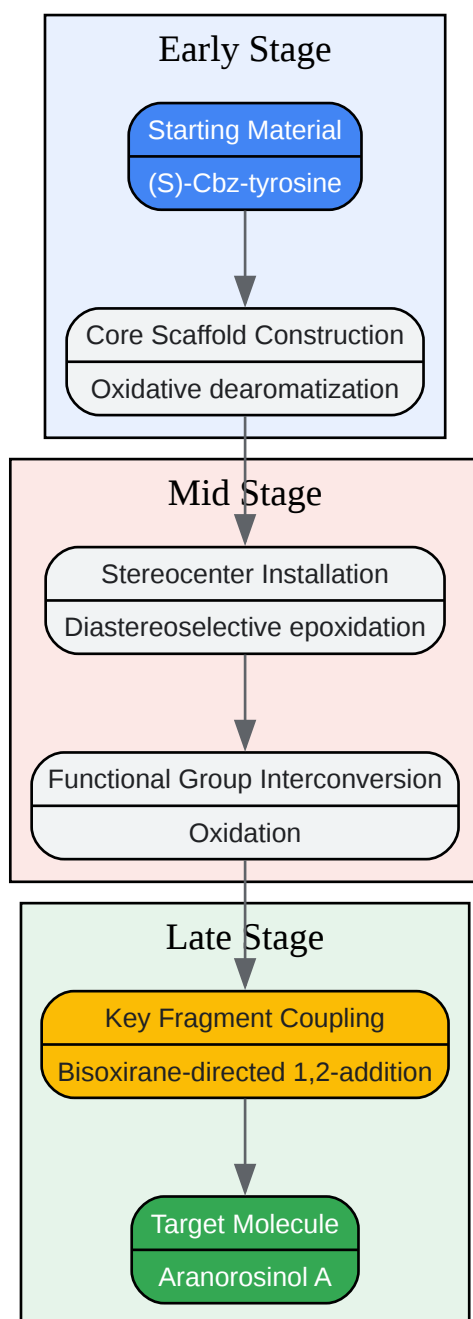 Early Stage
Starting Material
(S)-Cbz-tyrosine
Core Scaffold Construction
Oxidative dearomatization
Mid Stage
Stereocenter Installation
Diastereoselective epoxidation
Functional Group Interconversion
Oxidation
Late Stage
Key Fragment Coupling
Bisoxirane-directed 1,2-addition
Target Molecule
Aranorosinol A